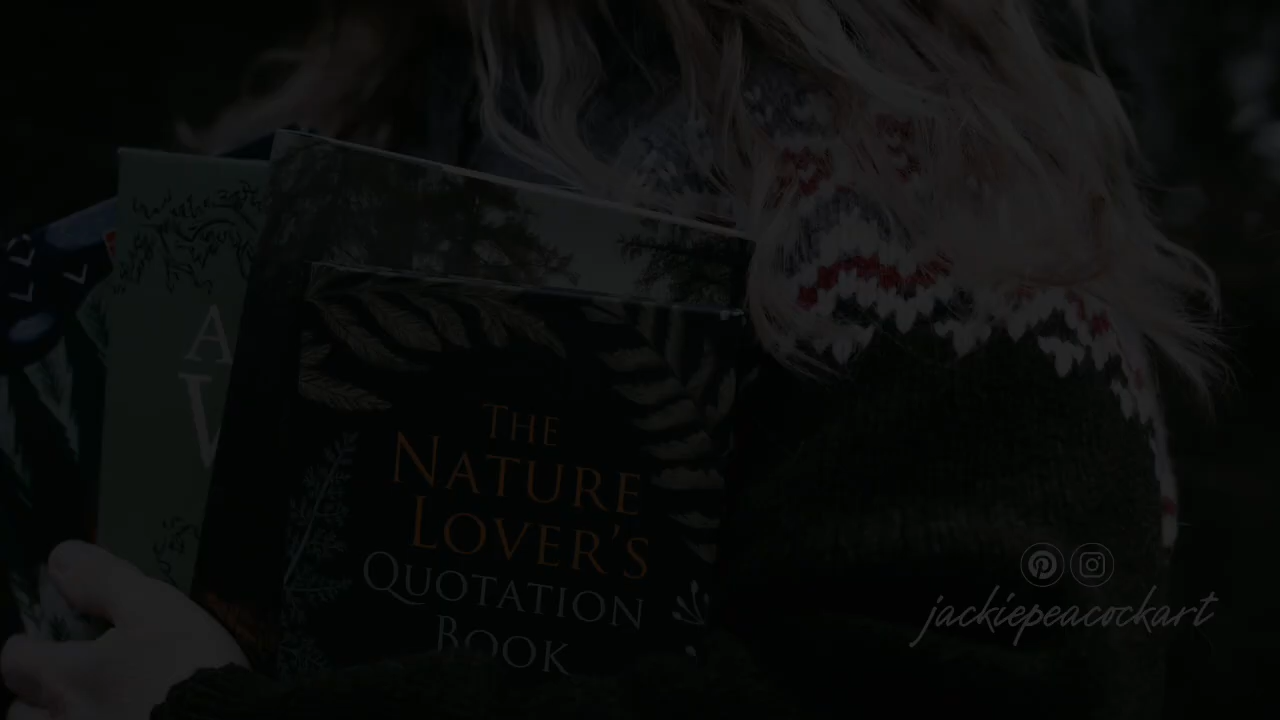 A
W
THE
NATURE
LOVER'S
QUOTATION
BOOK
jackiepeacockart